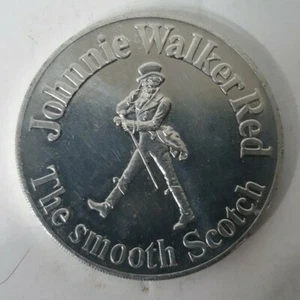 Johnnie Walker Red
The smooth Scotch